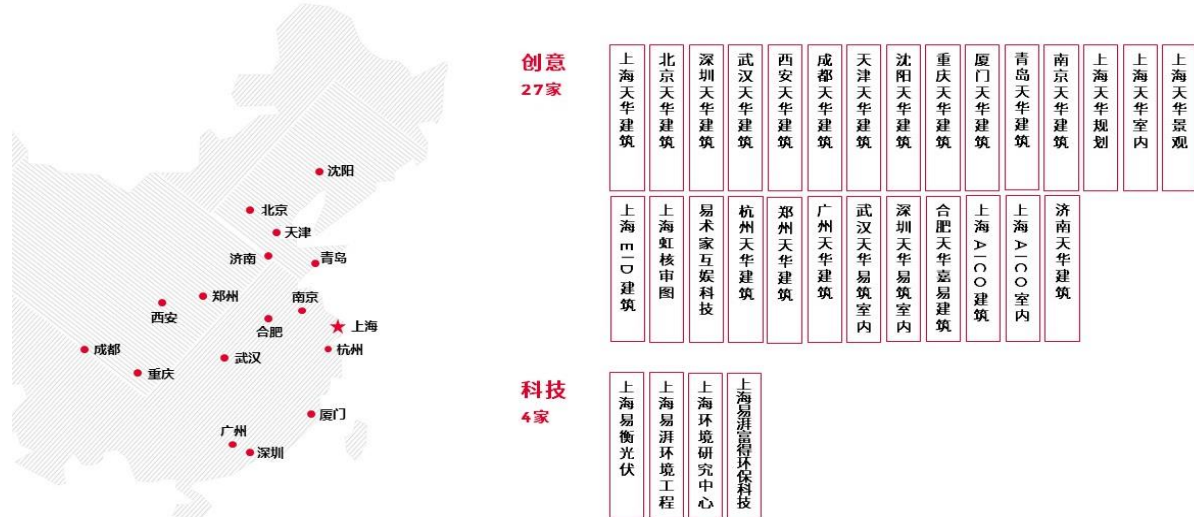 沈阳
北京
天津
济南
青岛
郑州
南京
西安
合肥
上海
成都
武汉
杭州
重庆
厦门
广州
深圳
创意
27家
上海天华建筑
北京天华建筑
深圳天华建筑
武汉天华建筑
西安天华建筑
成都天华建筑
天津天华建筑
沈阳天华建筑
重庆天华建筑
厦门天华建筑
青岛天华建筑
南京天华建筑
上海天华规划
上海天华室内
上海天华景观
上海EID建筑
上海虹核审图
易术家互娱科技
杭州天华建筑
郑州天华建筑
广州天华建筑
武汉天华易筑室内
深圳天华易筑室内
合肥天华嘉易建筑
上海AICO建筑
上海AICO室内
济南天华建筑
科技
4家
上海易衡光伏
上海易湃环境工程
上海环境研究中心
上海易湃富得环保科技